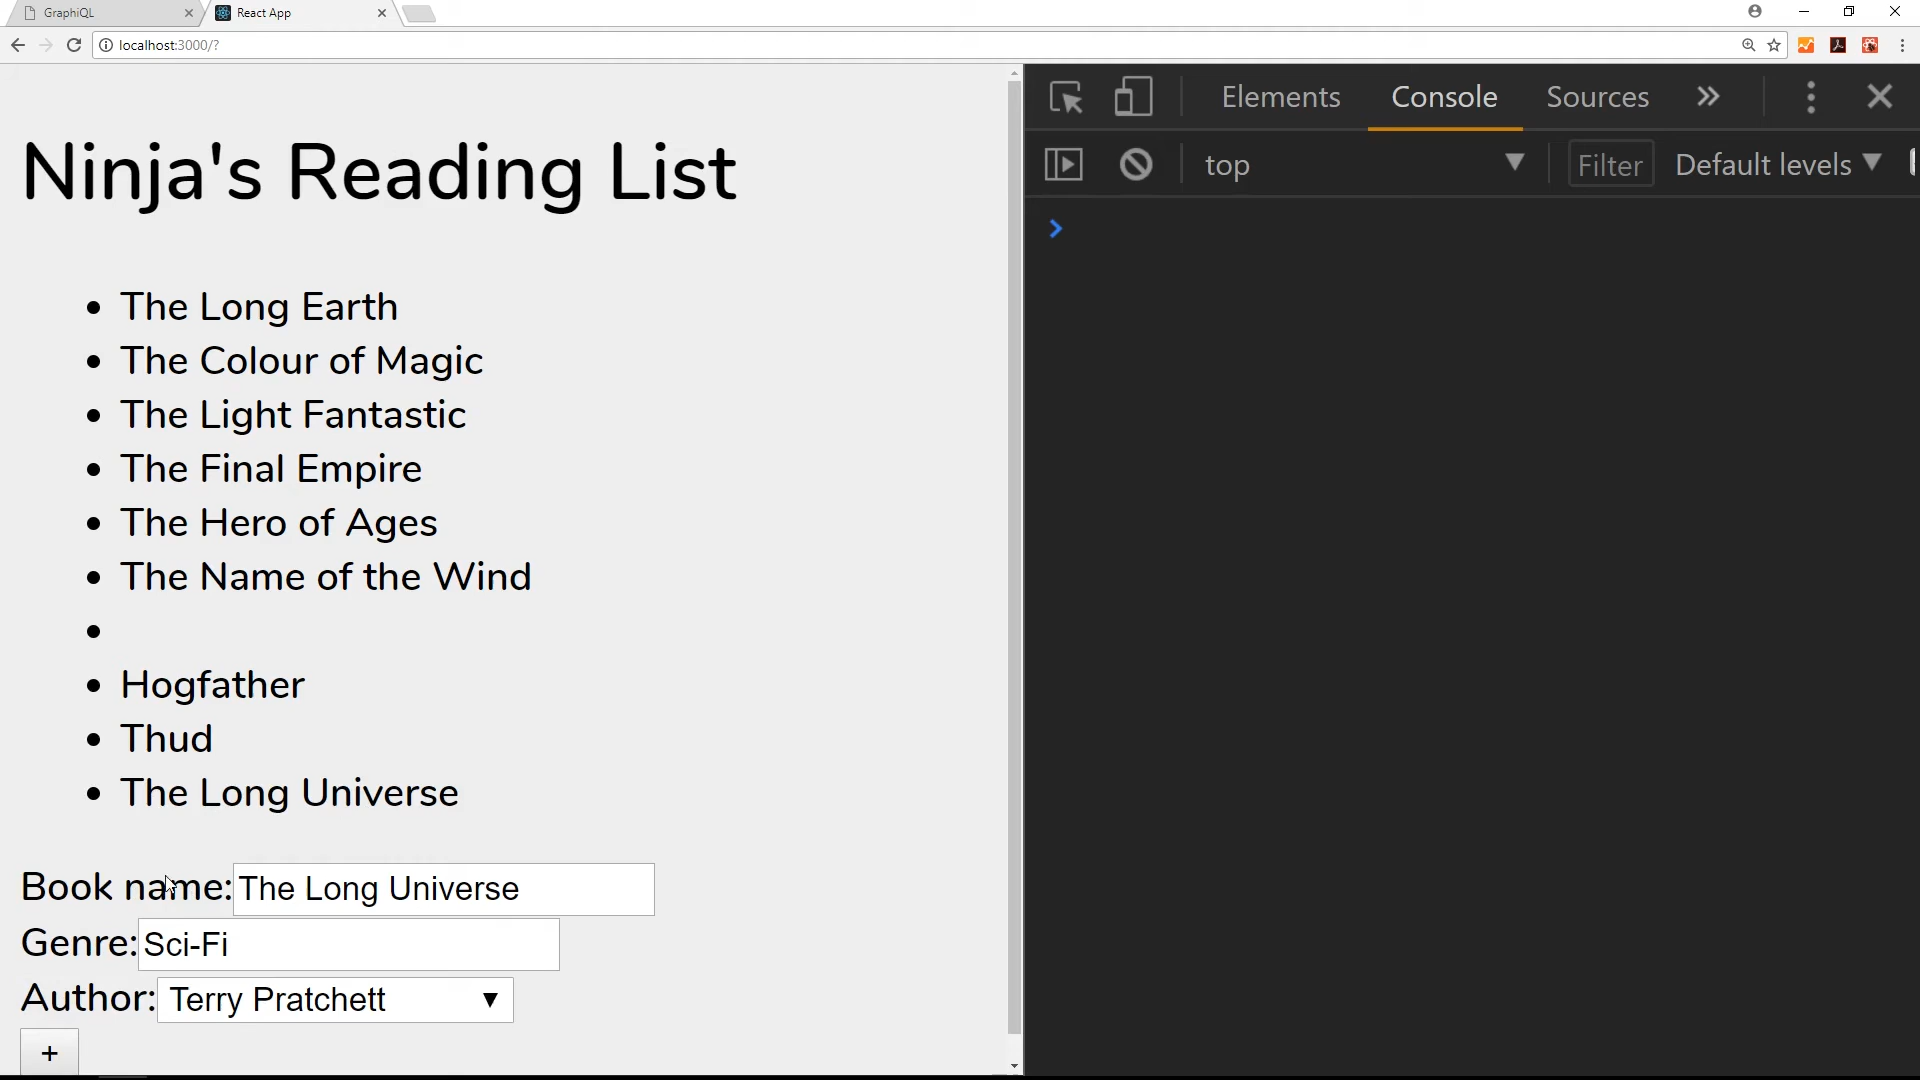 GraphiQL
React App
localhost:3000/?
Elements Console Sources
top Filter Default levels
Ninja's Reading List
The Long Earth
The Colour of Magic
The Light Fantastic
The Final Empire
The Hero of Ages
The Name of the Wind
Hogfather
Thud
The Long Universe
Book name: The Long Universe
Genre: Sci-Fi
Author: Terry Pratchett
+